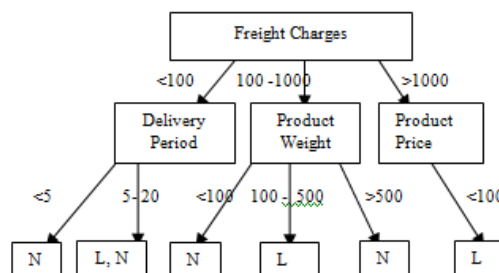 Freight Charges
<100 100 -1000 >1000
Delivery Product Product
Period Weight Price
<5 5-20 <100 100 - 500 >500 <100
N L, N N L N L